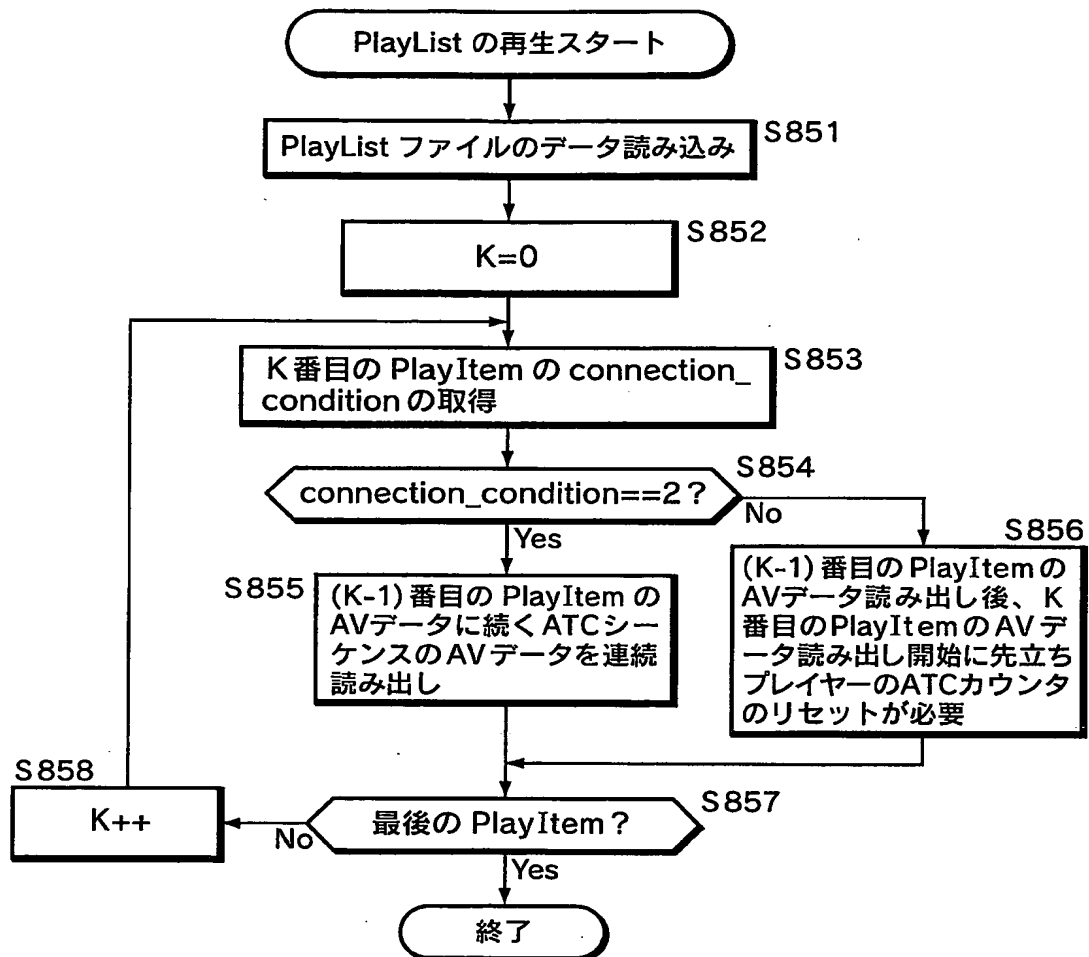 PlayList の再生スタート
S851
PlayList ファイルのデータ読み込み
S852
K=0
S853
K番目の PlayItem の connection_
condition の取得
S854
connection_condition==2?
No
Yes
S855
(K-1) 番目の PlayItem の
AVデータに続くATCシー
ケンスのAVデータを連続
読み出し
S856
(K-1) 番目の PlayItemの
AVデータ読み出し後、K
番目のPlayItemのAVデ
ータ読み出し開始に先立ち
プレイヤーのATCカウンタ
のリセットが必要
S858
K++
S857
最後の PlayItem?
No
Yes
終了